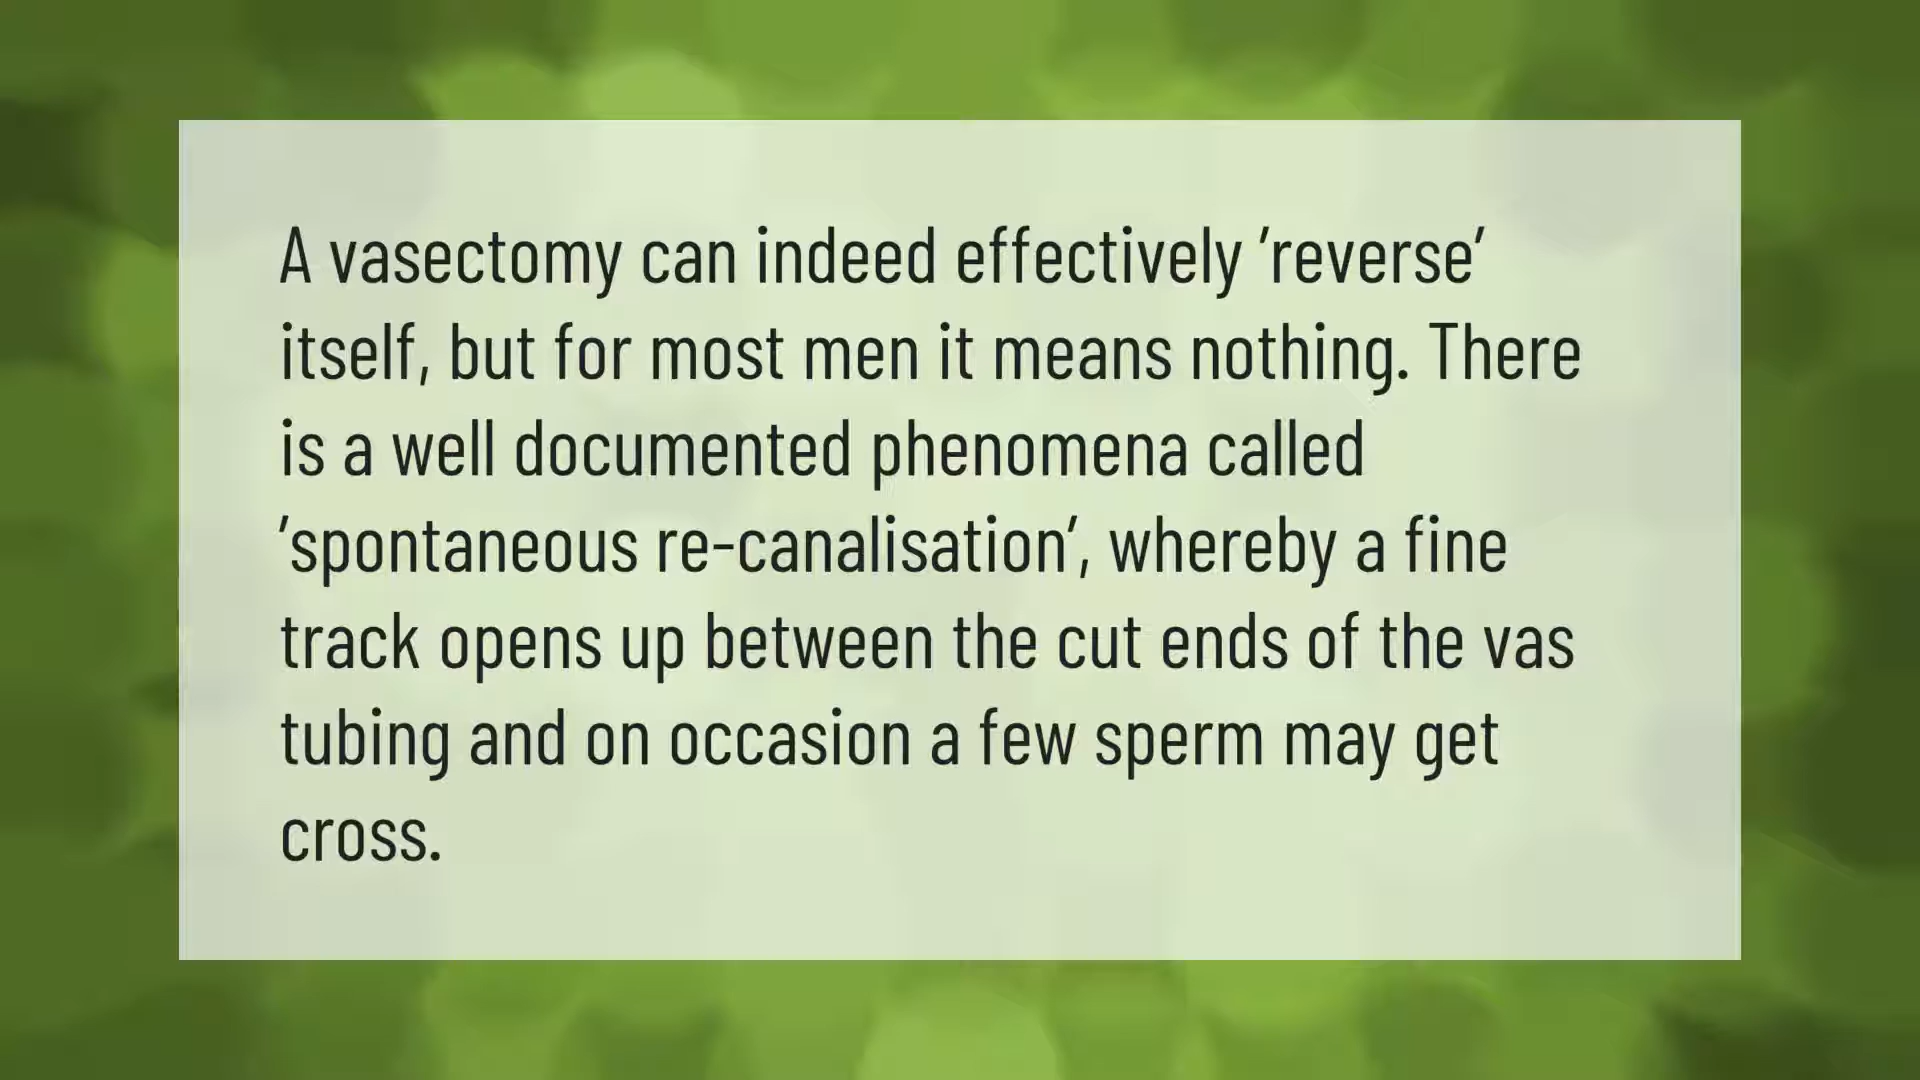 A vasectomy can indeed effectively 'reverse'
itself, but for most men it means nothing. There
is a well documented phenomena called
'spontaneous re-canalisation', whereby a fine
track opens up between the cut ends of the vas
tubing and on occasion a few sperm may get
cross.